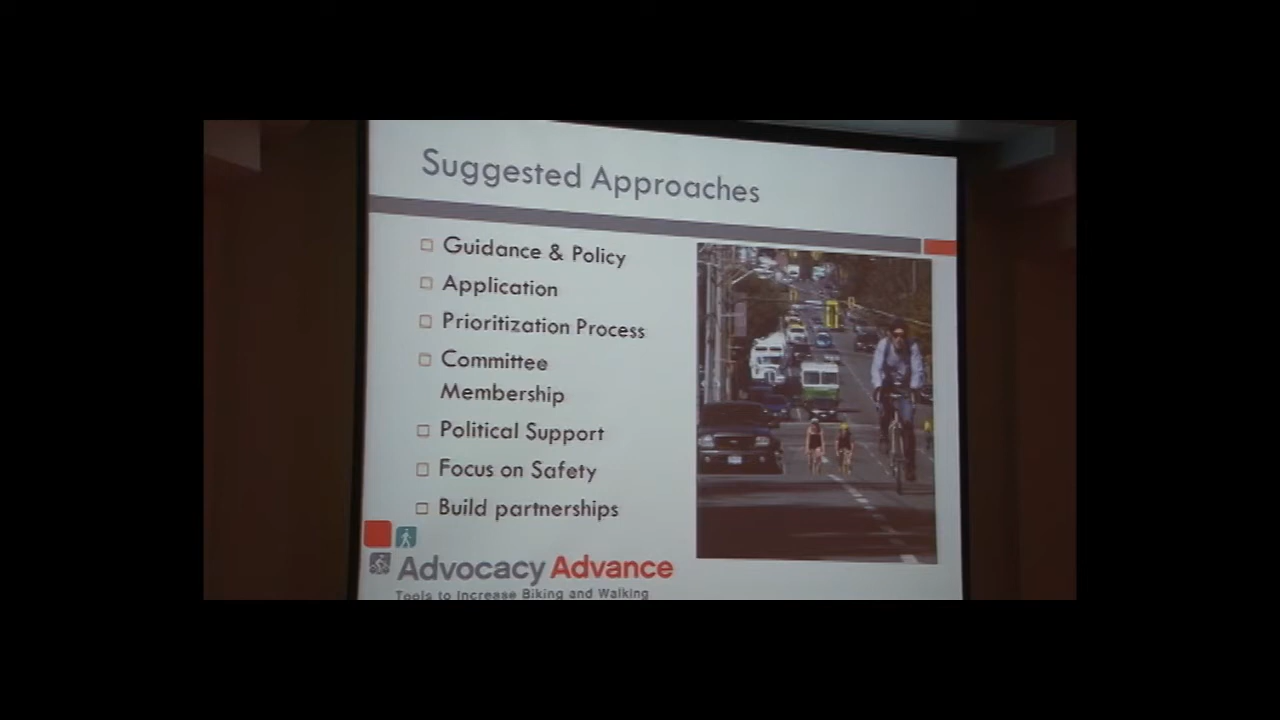 Suggested Approaches
Guidance & Policy
Application
Prioritization Process
Committee
Membership
Political Support
Focus on Safety
Build partnerships
Advocacy Advance
Tools to Increase Biking and Walking